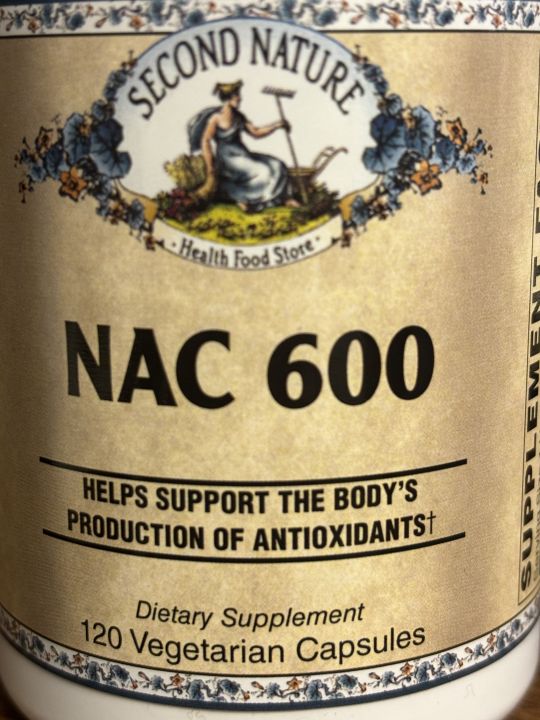 SECOND NATURE
· Health Food Store ·
NAC 600
HELPS SUPPORT THE BODY'S
PRODUCTION OF ANTIOXIDANTS†
Dietary Supplement
120 Vegetarian Capsules
SUPPLEMENT